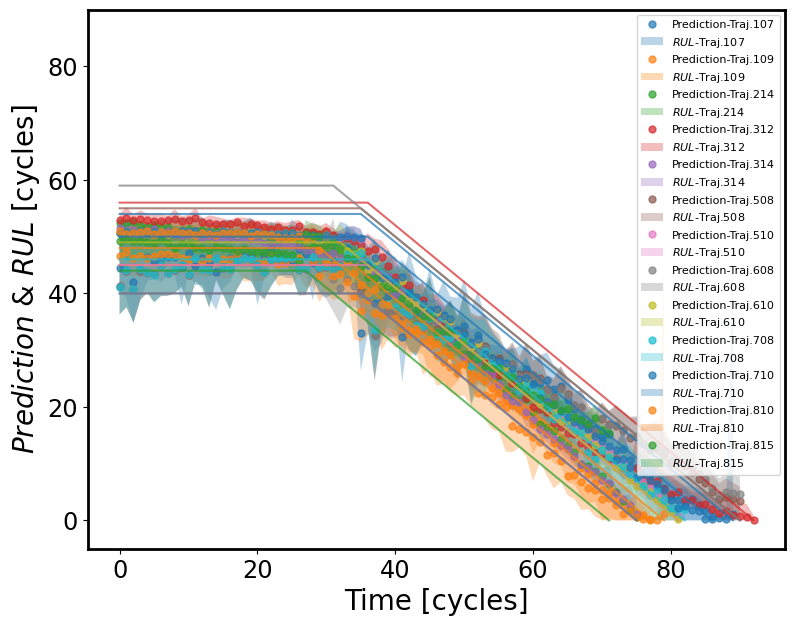 Prediction-Traj.107
RUL-Traj.107
Prediction-Traj.109
RUL-Traj.109
Prediction-Traj.214
RUL-Traj.214
Prediction-Traj.312
RUL-Traj.312
Prediction-Traj.314
RUL-Traj.314
Prediction-Traj.508
RUL-Traj.508
Prediction-Traj.510
RUL-Traj.510
Prediction-Traj.608
RUL-Traj.608
Prediction-Traj.610
RUL-Traj.610
Prediction-Traj.708
RUL-Traj.708
Prediction-Traj.710
RUL-Traj.710
Prediction-Traj.810
RUL-Traj.810
Prediction-Traj.815
RUL-Traj.815
Prediction & RUL [cycles]
80
60
40
20
0
0 20 40 60 80
Time [cycles]